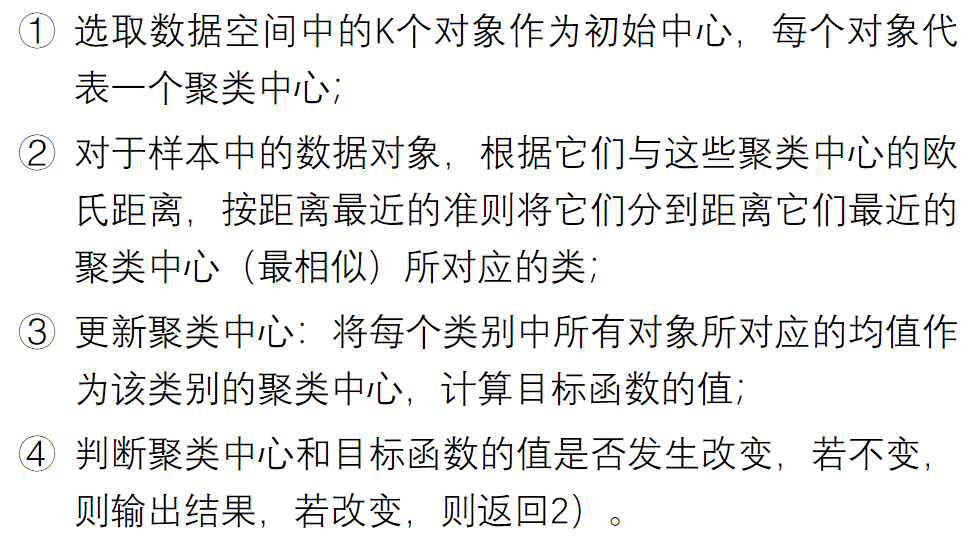 ① 选取数据空间中的K个对象作为初始中心，每个对象代
表一个聚类中心；
② 对于样本中的数据对象，根据它们与这些聚类中心的欧
氏距离，按距离最近的准则将它们分到距离它们最近的
聚类中心（最相似）所对应的类；
③ 更新聚类中心：将每个类别中所有对象所对应的均值作
为该类别的聚类中心，计算目标函数的值；
④ 判断聚类中心和目标函数的值是否发生改变，若不变，
则输出结果，若改变，则返回2）。